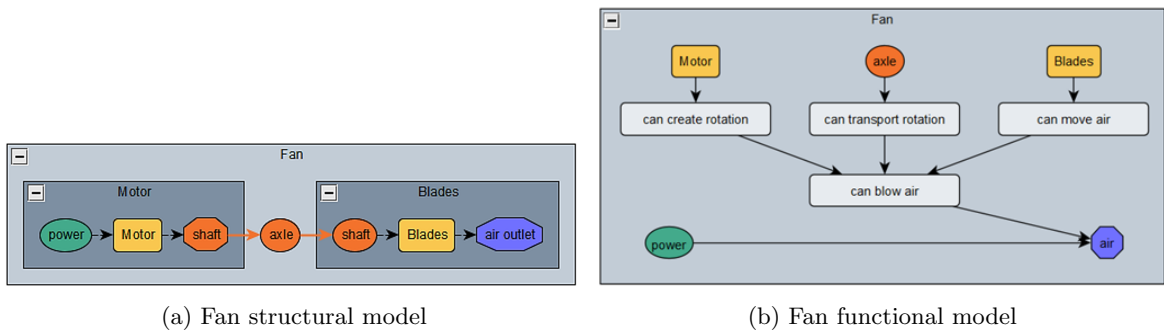 Fan
Motor
Blades
power
Motor
shaft
axle
shaft
Blades
air outlet
(a) Fan structural model
Fan
Motor
axle
Blades
can create rotation
can transport rotation
can move air
can blow air
power
air
(b) Fan functional model